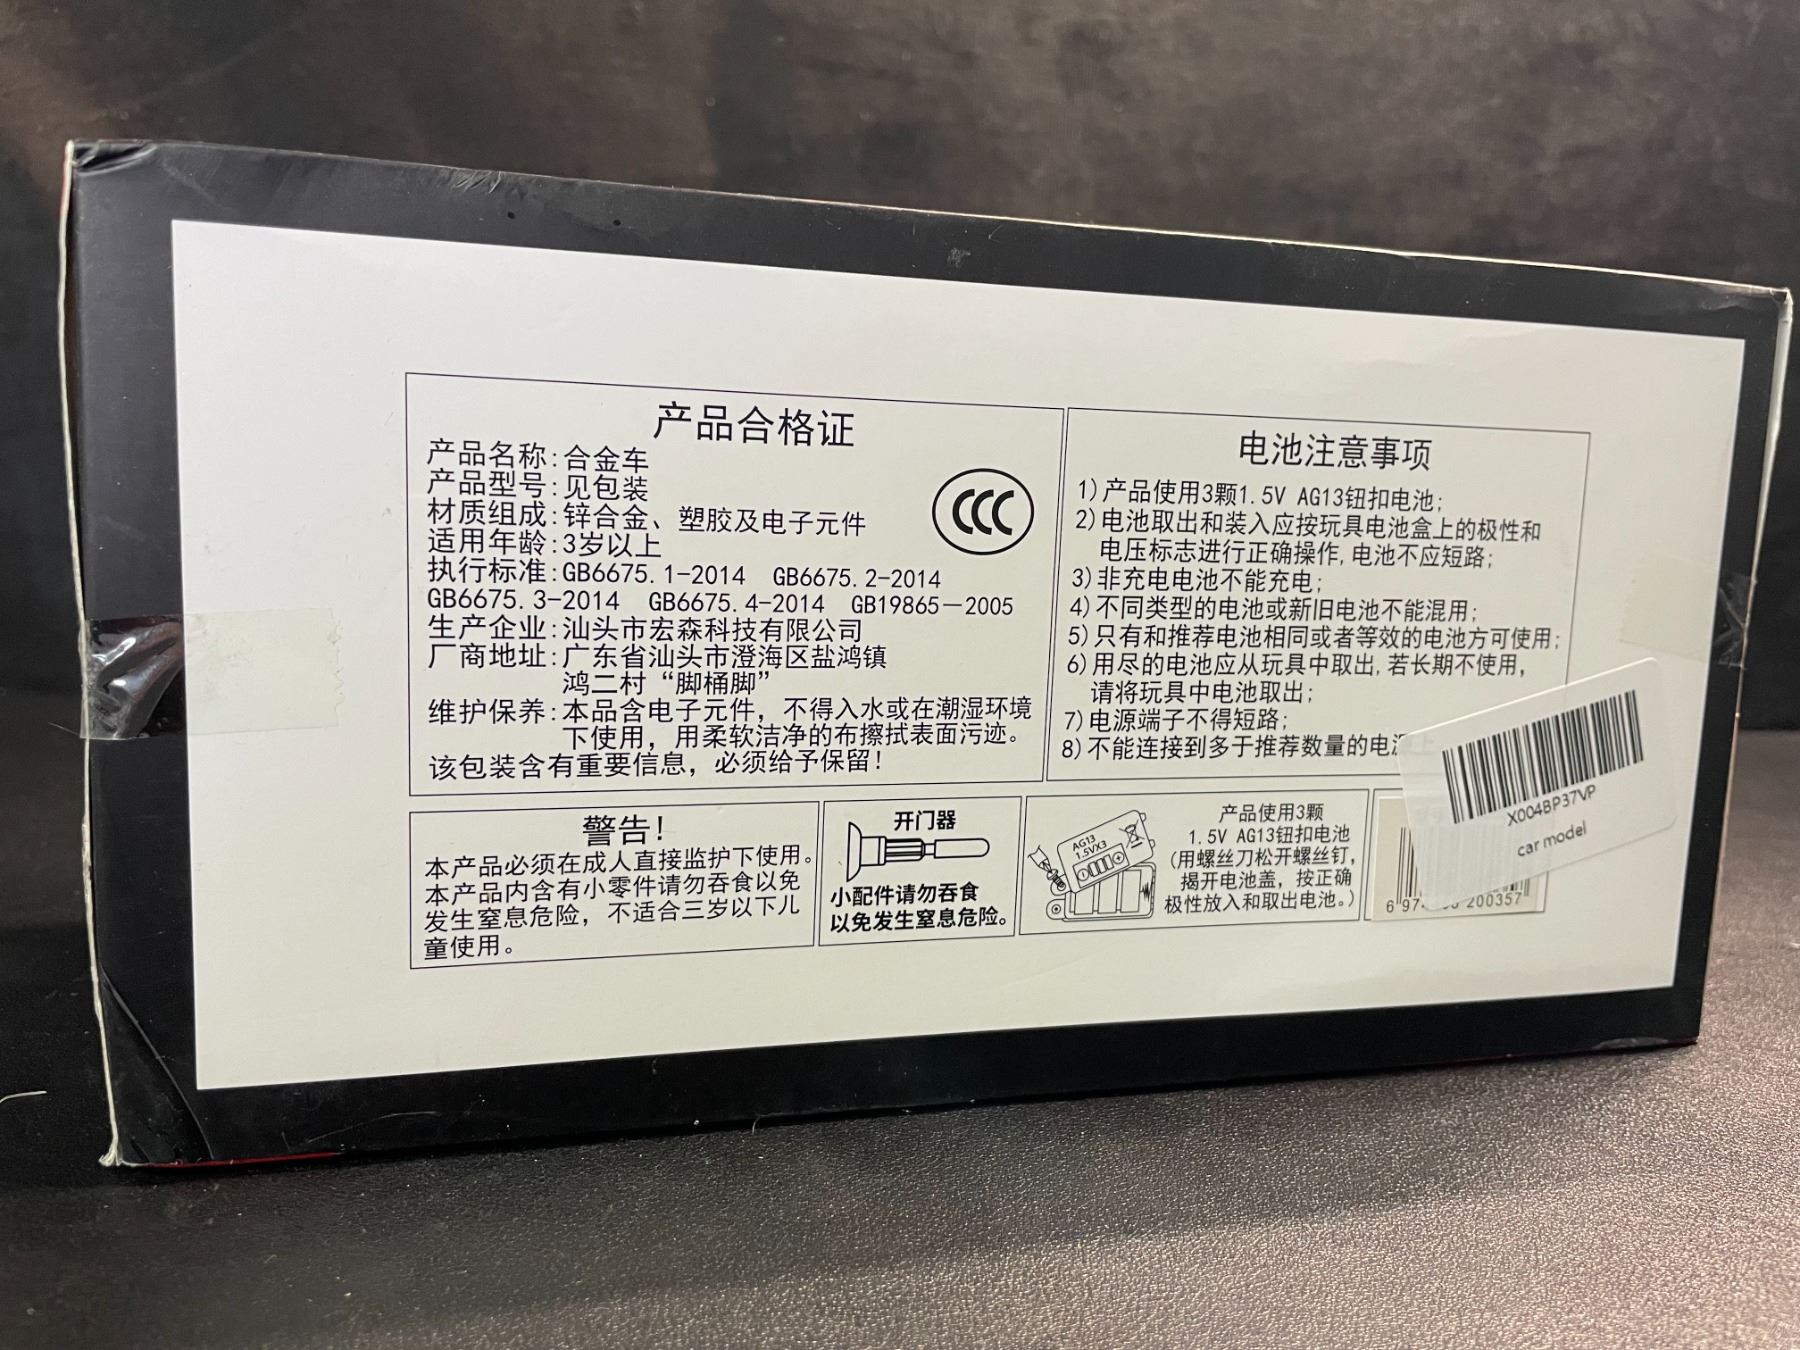 产品合格证
产品名称:合金车
产品型号:见包装
材质组成:锌合金、塑胶及电子元件
适用年龄:3岁以上
执行标准:GB6675.1-2014 GB6675.2-2014
GB6675.3-2014 GB6675.4-2014 GB19865-2005
生产企业:汕头市宏森科技有限公司
厂商地址:广东省汕头市澄海区盐鸿镇
鸿二村“脚桶脚”
维护保养:本品含电子元件，不得入水或在潮湿环境
下使用，用柔软洁净的布擦拭表面污迹。
该包装含有重要信息，必须给予保留!
CCC
电池注意事项
1)产品使用3颗1.5V AG13钮扣电池;
2)电池取出和装入应按玩具电池盒上的极性和
电压标志进行正确操作,电池不应短路;
3)非充电电池不能充电;
4)不同类型的电池或新旧电池不能混用;
5)只有和推荐电池相同或者等效的电池方可使用;
6)用尽的电池应从玩具中取出,若长期不使用,
请将玩具中电池取出;
7)电源端子不得短路;
8)不能连接到多于推荐数量的电
警告!
本产品必须在成人直接监护下使用。
本产品内含有小零件请勿吞食以免
发生窒息危险，不适合三岁以下儿
童使用。
开门器
小配件请勿吞食
以免发生窒息危险。
AG13
1.5VX3
产品使用3颗
1.5V AG13钮扣电池
(用螺丝刀松开螺丝钉,
揭开电池盖，按正确
极性放入和取出电池。)
X004BP37VP
car model
200357